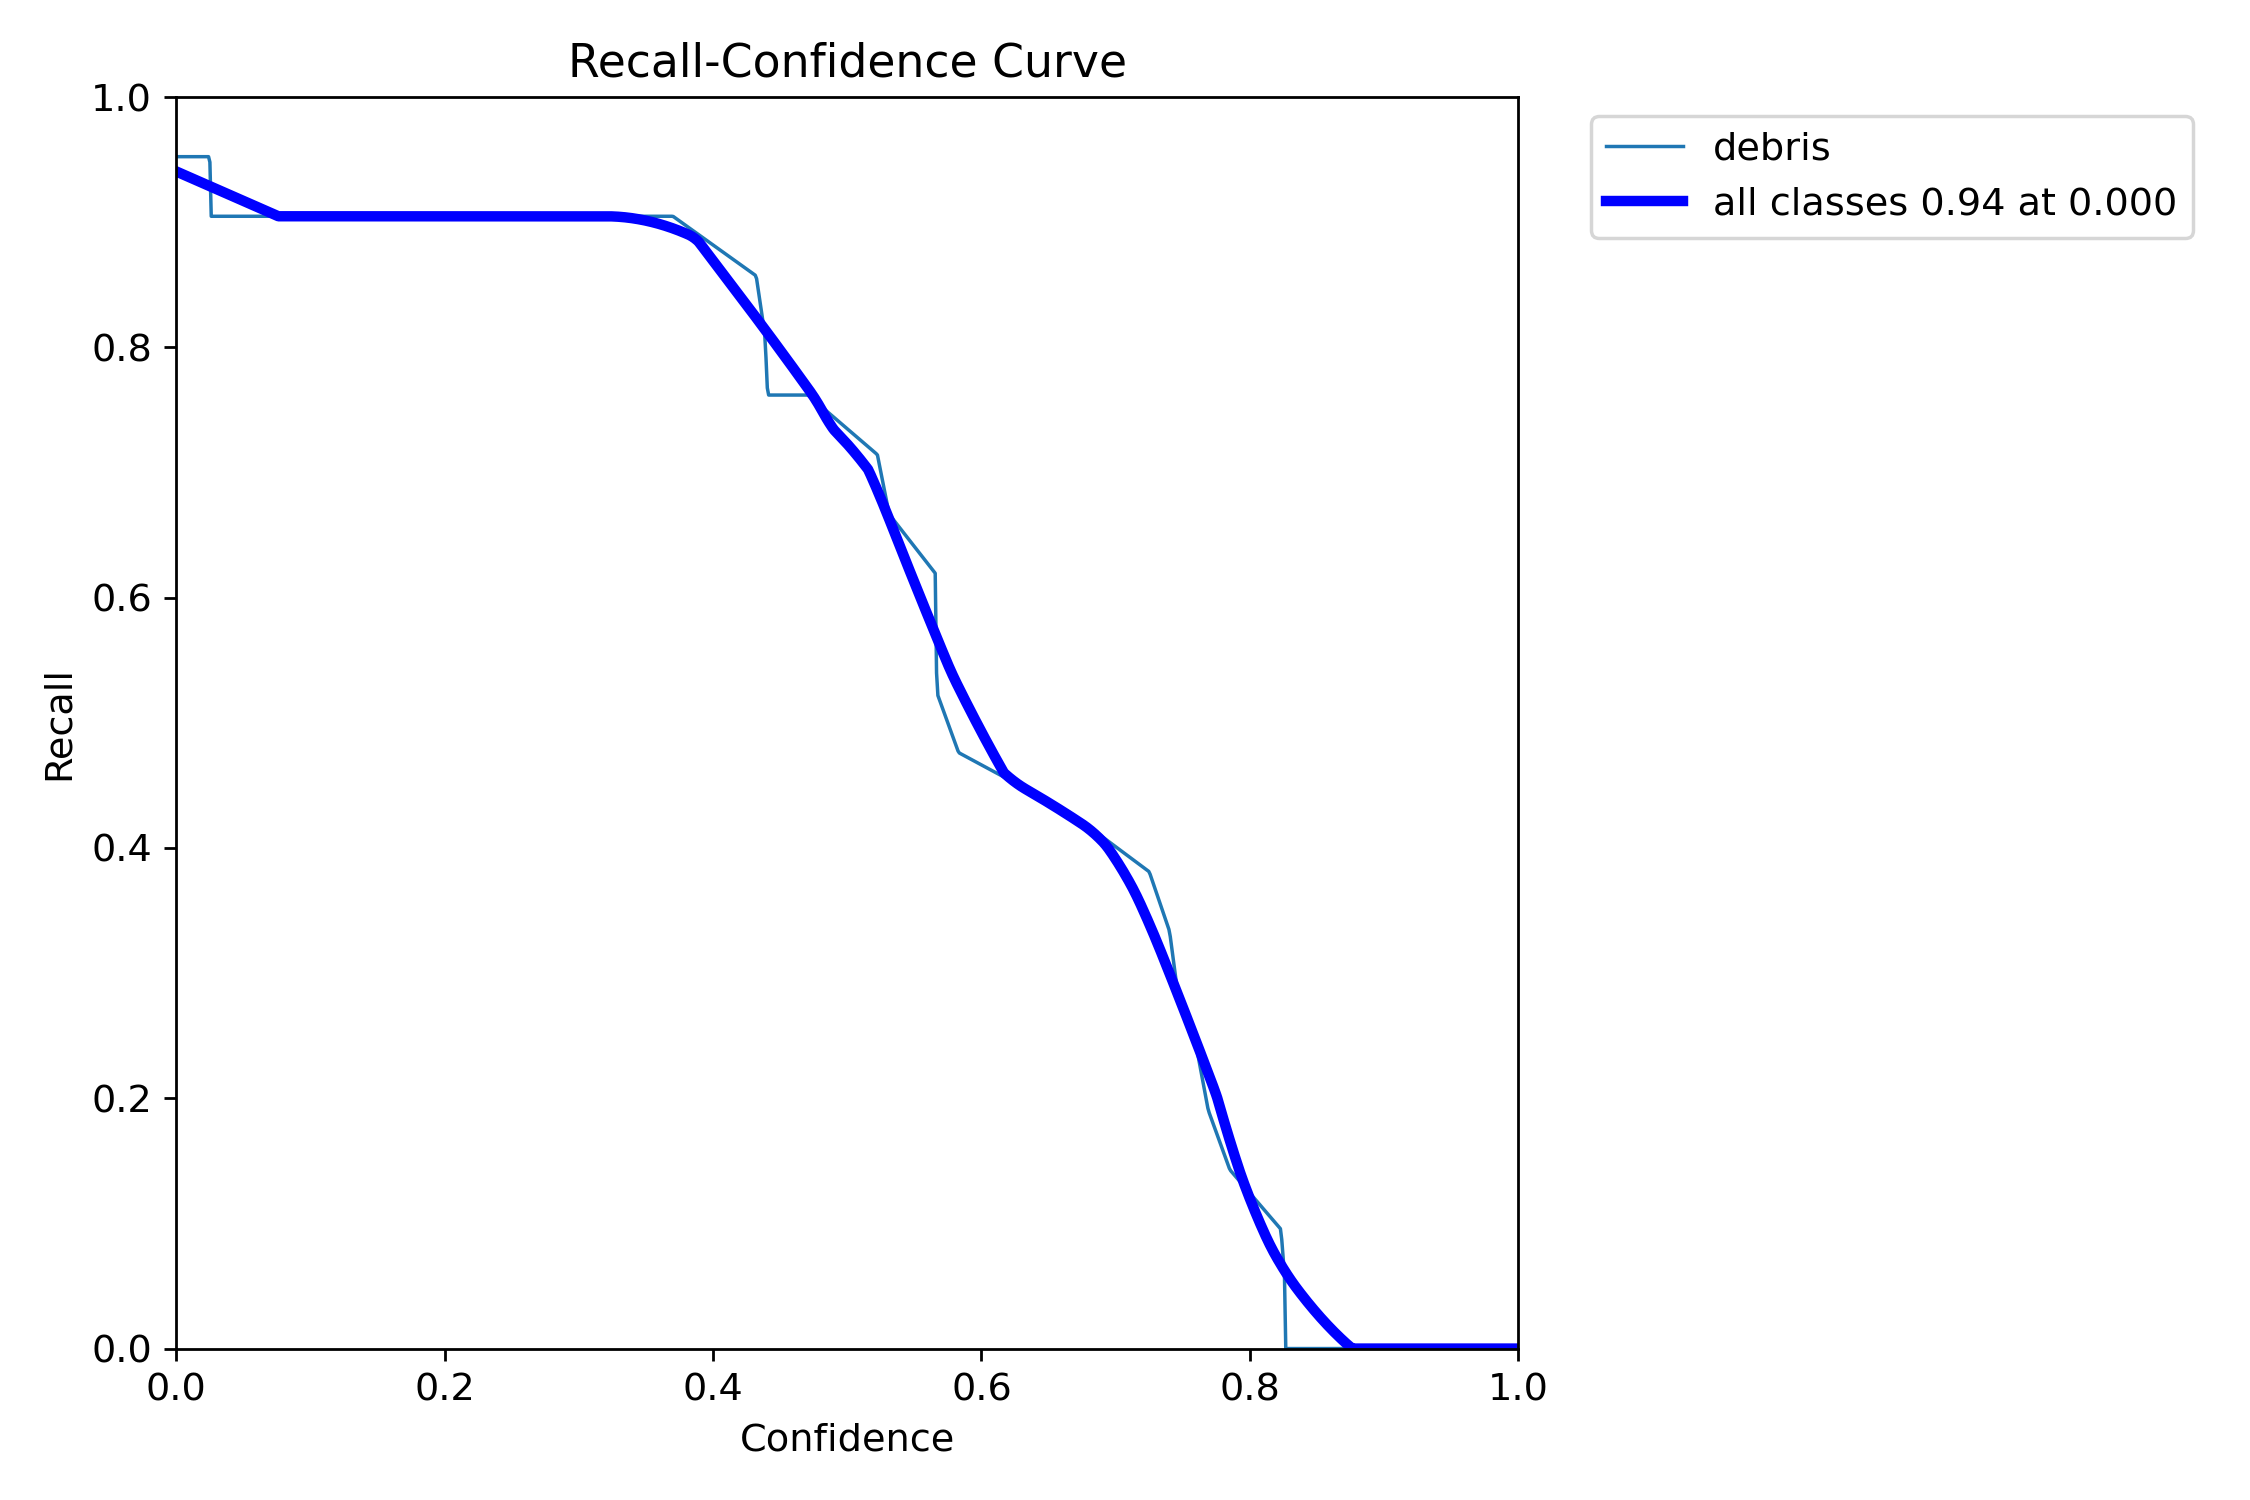 Recall-Confidence Curve
1.0
0.8
0.6
0.4
0.2
0.0
Recall
0.0 0.2 0.4 0.6 0.8 1.0
Confidence
debris
all classes 0.94 at 0.000